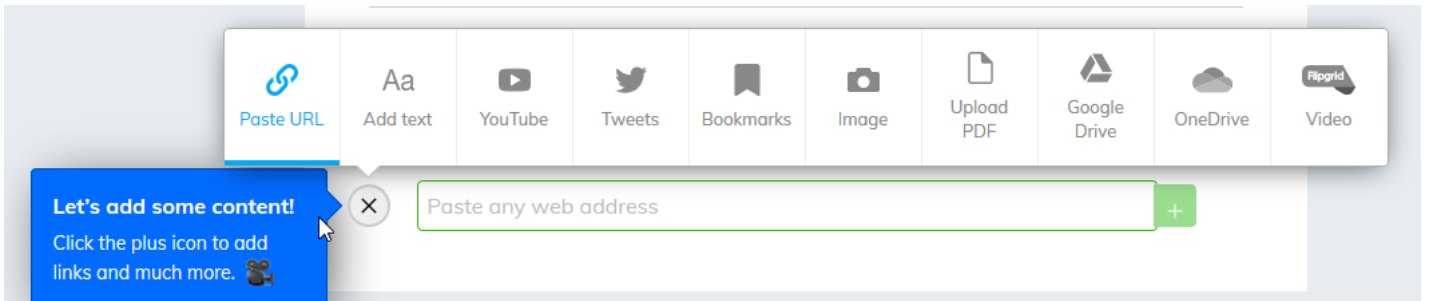 Paste URL
Aa
Add text
YouTube
Tweets
Bookmarks
Image
Upload
PDF
Google
Drive
OneDrive
Flipgrid
Video
Let's add some content!
Click the plus icon to add
links and much more.
Paste any web address
+